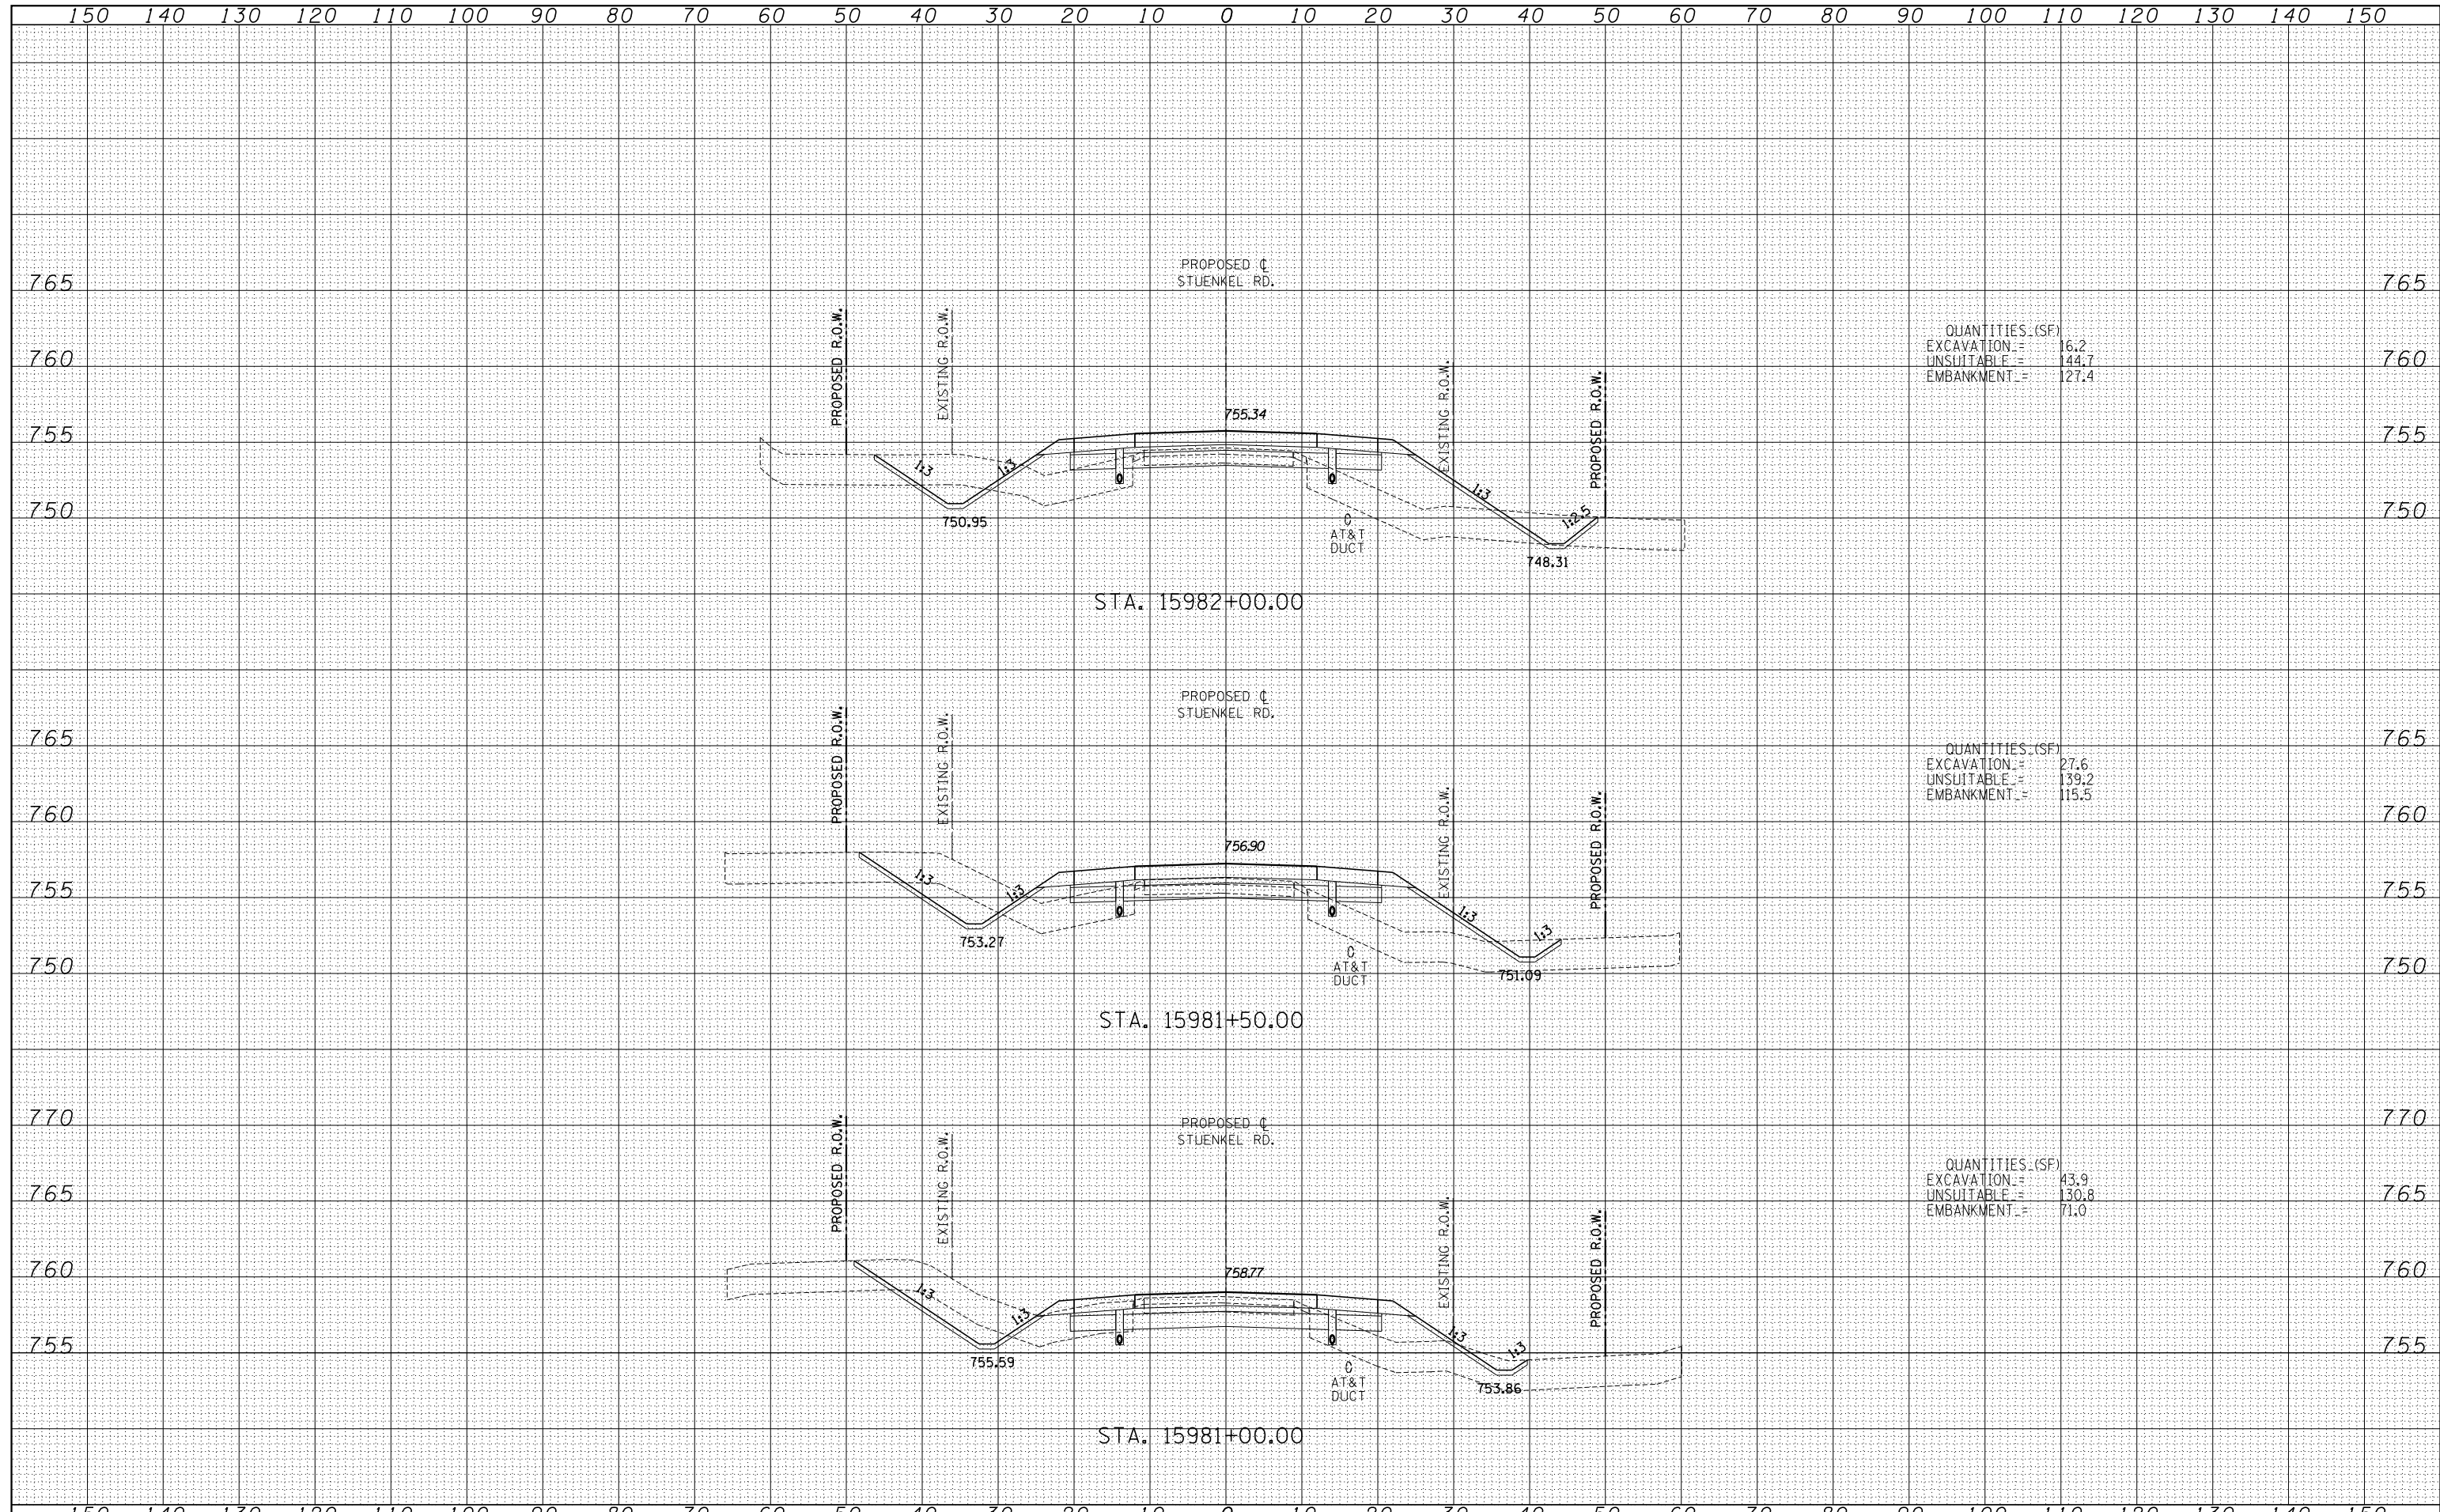 150 140 130 120 110 100 90 80 70 60 50 40 30 20 10 0 10 20 30 40 50 60 70 80 90 100 110 120 130 140 150
PROPOSED ℄
STUENKEL RD.
765 765
PROPOSED R.O.W.
EXISTING R.O.W.
EXISTING R.O.W.
PROPOSED R.O.W.
QUANTITIES (SF)
EXCAVATION = 16.2
UNSUITABLE = 144.7
EMBANKMENT = 127.4
760 760
755.34
755 755
1:3 1:3 1:3 1:2.5
750 750
750.95
AT&T
DUCT
748.31
STA. 15982+00.00
PROPOSED ℄
STUENKEL RD.
765 765
PROPOSED R.O.W.
EXISTING R.O.W.
EXISTING R.O.W.
PROPOSED R.O.W.
QUANTITIES (SF)
EXCAVATION = 27.6
UNSUITABLE = 139.2
EMBANKMENT = 115.5
760 760
756.90
755 755
1:3 1:3 1:3 1:3
753.27
AT&T
DUCT
750 750
751.09
STA. 15981+50.00
770 770
PROPOSED ℄
STUENKEL RD.
PROPOSED R.O.W.
EXISTING R.O.W.
EXISTING R.O.W.
PROPOSED R.O.W.
QUANTITIES (SF)
EXCAVATION = 43.9
UNSUITABLE = 130.8
EMBANKMENT = 71.0
765 765
760 760
758.77
1:3 1:3 1:3 1:3
755 755
755.59
AT&T
DUCT
753.86
STA. 15981+00.00
150 140 130 120 110 100 90 80 70 60 50 40 30 20 10 0 10 20 30 40 50 60 70 80 90 100 110 120 130 140 150